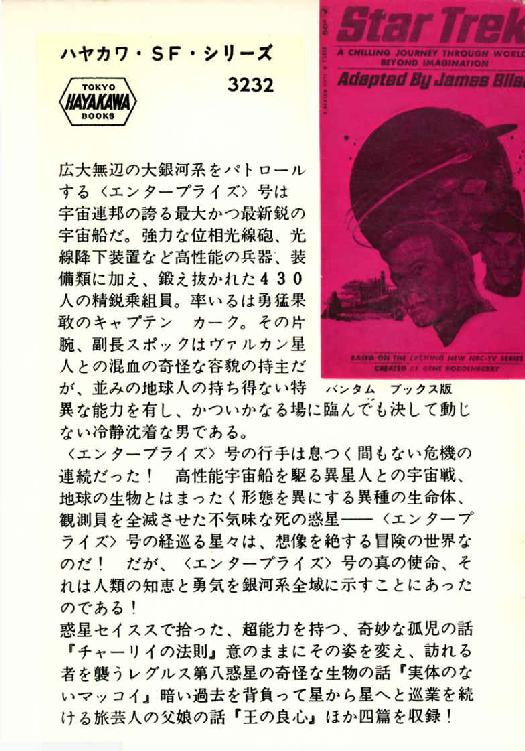 ハヤカワ・SF・シリーズ
3232
TOKYO
HAYAKAWA
BOOKS
Star Trek
A CHILLING JOURNEY THROUGH WORLD
BEYOND IMAGINATION
Adapted By James Blis
BASED ON THE EXCITING NEW NBC-TV SERIES
CREATED BY GENE RODDENBERRY
バンタム ブックス版
広大無辺の大銀河系をパトロール
する〈エンタープライズ〉号は
宇宙連邦の誇る最大かつ最新鋭の
宇宙船だ。強力な位相光線砲、光
線降下装置など高性能の兵器、装
備類に加え、鍛え抜かれた430
人の精鋭乗組員。率いるは勇猛果
敢のキャプテン カーク。その片
腕、副長スポックはヴァルカン星
人との混血の奇怪な容貌の持主だ
が、並みの地球人の持ち得ない特
異な能力を有し、かついかなる場に臨んでも決して動じ
ない冷静沈着な男である。
〈エンタープライズ〉号の行手は息つく間もない危機の
連続だった! 高性能宇宙船を駆る異星人との宇宙戦、
地球の生物とはまったく形態を異にする異種の生命体、
観測員を全滅させた不気味な死の惑星――〈エンタープ
ライズ〉号の経巡る星々は、想像を絶する冒険の世界な
のだ! だが、〈エンタープライズ〉号の真の使命、そ
れは人類の知恵と勇気を銀河系全域に示すことにあった
のである!
惑星セイススで拾った、超能力を持つ、奇妙な孤児の話
『チャーリイの法則』意のままにその姿を変え、訪れる
者を襲うレグルス第八惑星の奇怪な生物の話『実体のな
いマッコイ』暗い過去を背負って星から星へと巡業を続
ける旅芸人の父娘の話『王の良心』ほか四篇を収録!